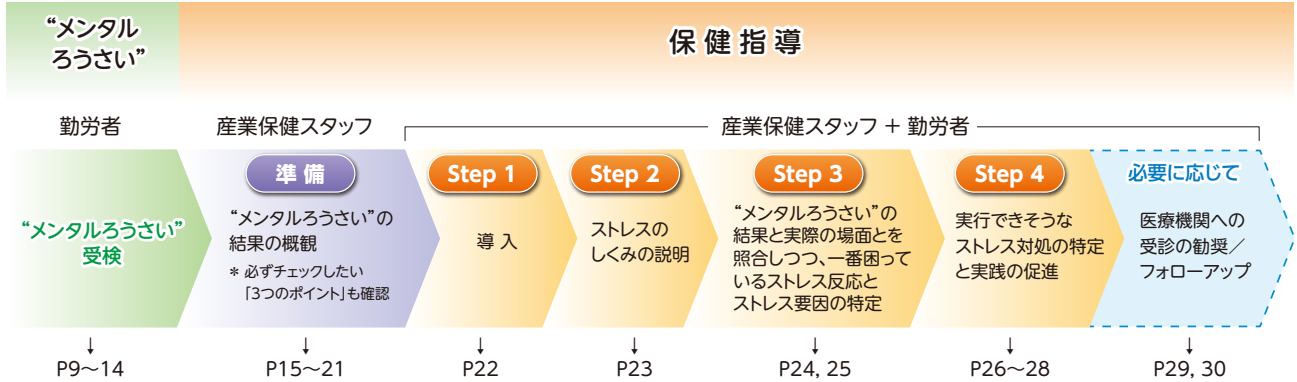 “メンタル
ろうさい”
保健指導
勤労者
産業保健スタッフ
産業保健スタッフ + 勤労者
“メンタルろうさい”
受検
準備
“メンタルろうさい”の
結果の概観
* 必ずチェックしたい
「3つのポイント」も確認
Step 1
導入
Step 2
ストレスの
しくみの説明
Step 3
“メンタルろうさい”の
結果と実際の場面とを
照合しつつ、一番困って
いるストレス反応と
ストレス要因の特定
Step 4
実行できそうな
ストレス対処の特定
と実践の促進
必要に応じて
医療機関への
受診の勧奨／
フォローアップ
↓
P9〜14
↓
P15〜21
↓
P22
↓
P23
↓
P24, 25
↓
P26〜28
↓
P29, 30